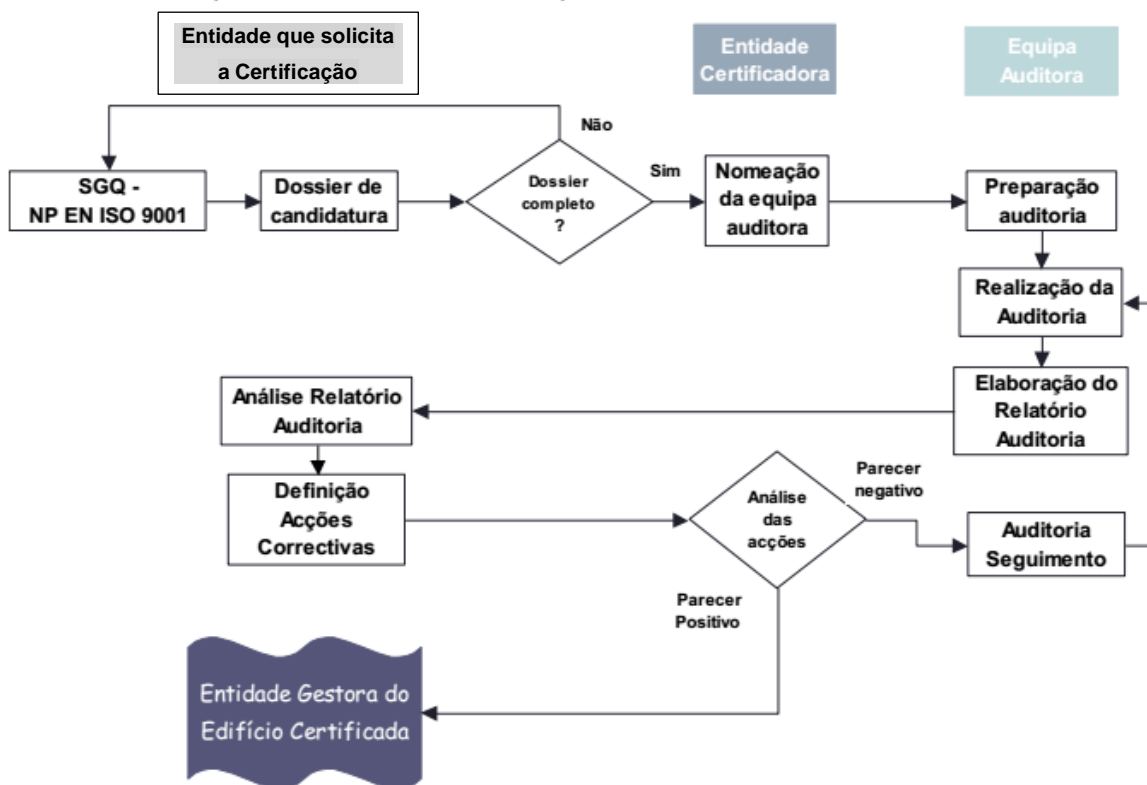 Entidade que solicita
a Certificação
Entidade
Certificadora
Equipa
Auditora
Não
SGQ -
NP EN ISO 9001
Dossier de
candidatura
Dossier
completo
?
Sim
Nomeação
da equipa
auditora
Preparação
auditoria
Realização da
Auditoria
Elaboração do
Relatório
Auditoria
Análise Relatório
Auditoria
Definição
Acções
Correctivas
Análise
das
acções
Parecer
negativo
Auditoria
Seguimento
Parecer
Positivo
Entidade Gestora do
Edifício Certificada